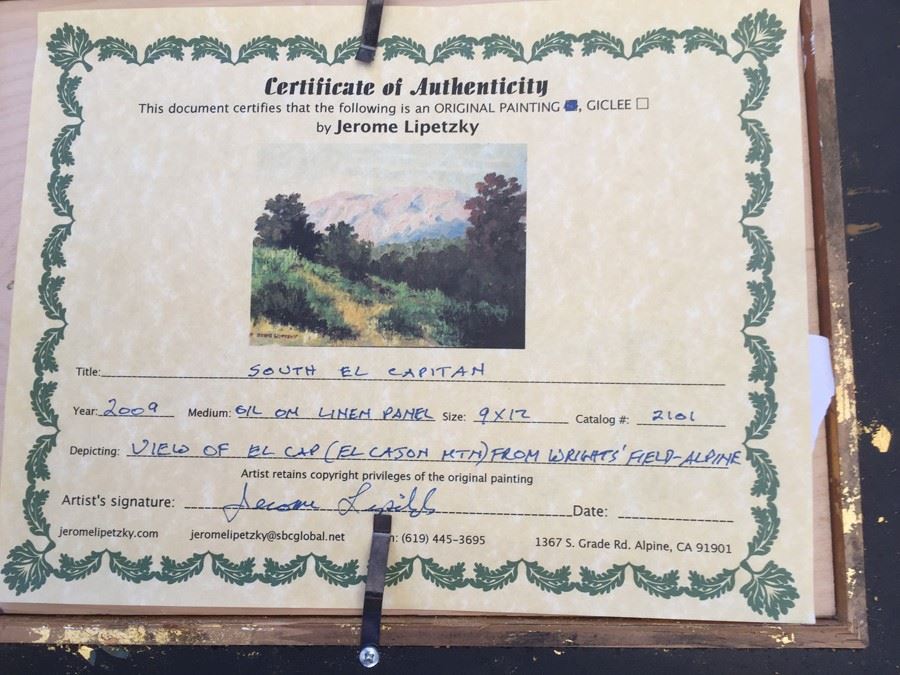 Certificate of Authenticity
This document certifies that the following is an ORIGINAL PAINTING ■, GICLEE □
by Jerome Lipetzky
Title: SOUTH EL CAPITAN
Year: 2009 Medium: OIL ON LINEN PANEL Size: 9X12 Catalog #: 2101
Depicting: VIEW OF EL CAP (EL CAJON MTN) FROM WRIGHTS' FIELD-ALPINE
Artist retains copyright privileges of the original painting
Artist's signature: Jerome Lipetzky Date:
jeromelipetzky.com jeromelipetzky@sbcglobal.net : (619) 445-3695 1367 S. Grade Rd. Alpine, CA 91901